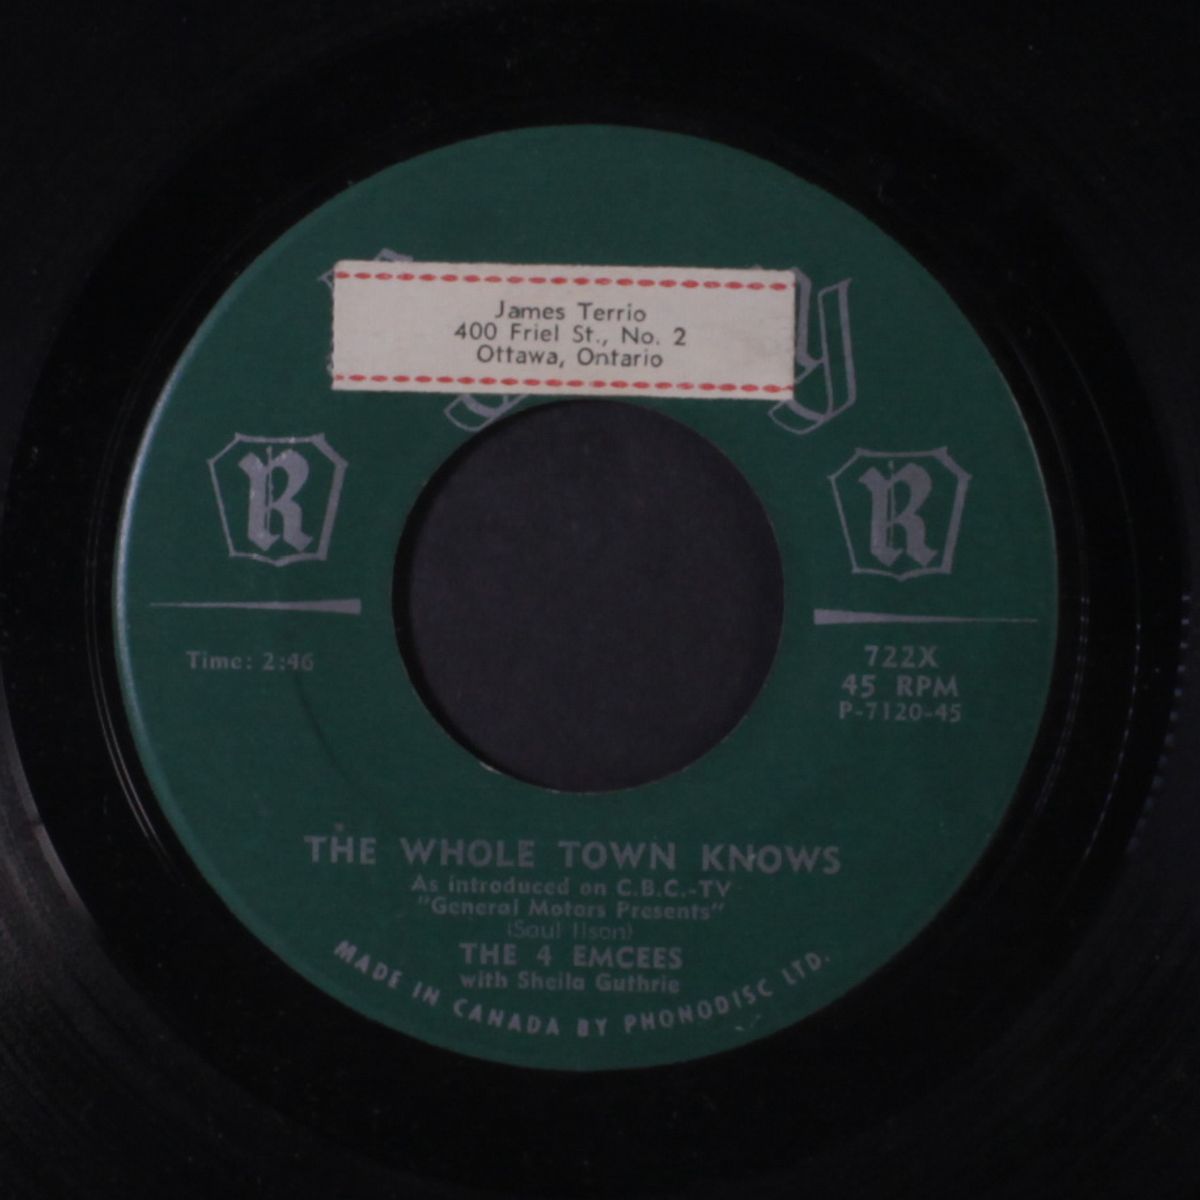 James Terrio
400 Friel St., No. 2
Ottawa, Ontario
R
R
Time: 2:46
722X
45 RPM
P-7120-45
THE WHOLE TOWN KNOWS
As introduced on C.B.C.-TV
"General Motors Presents"
(Saul Ilson)
THE 4 EMCEES
with Sheila Guthrie
MADE IN CANADA BY PHONODISC LTD.